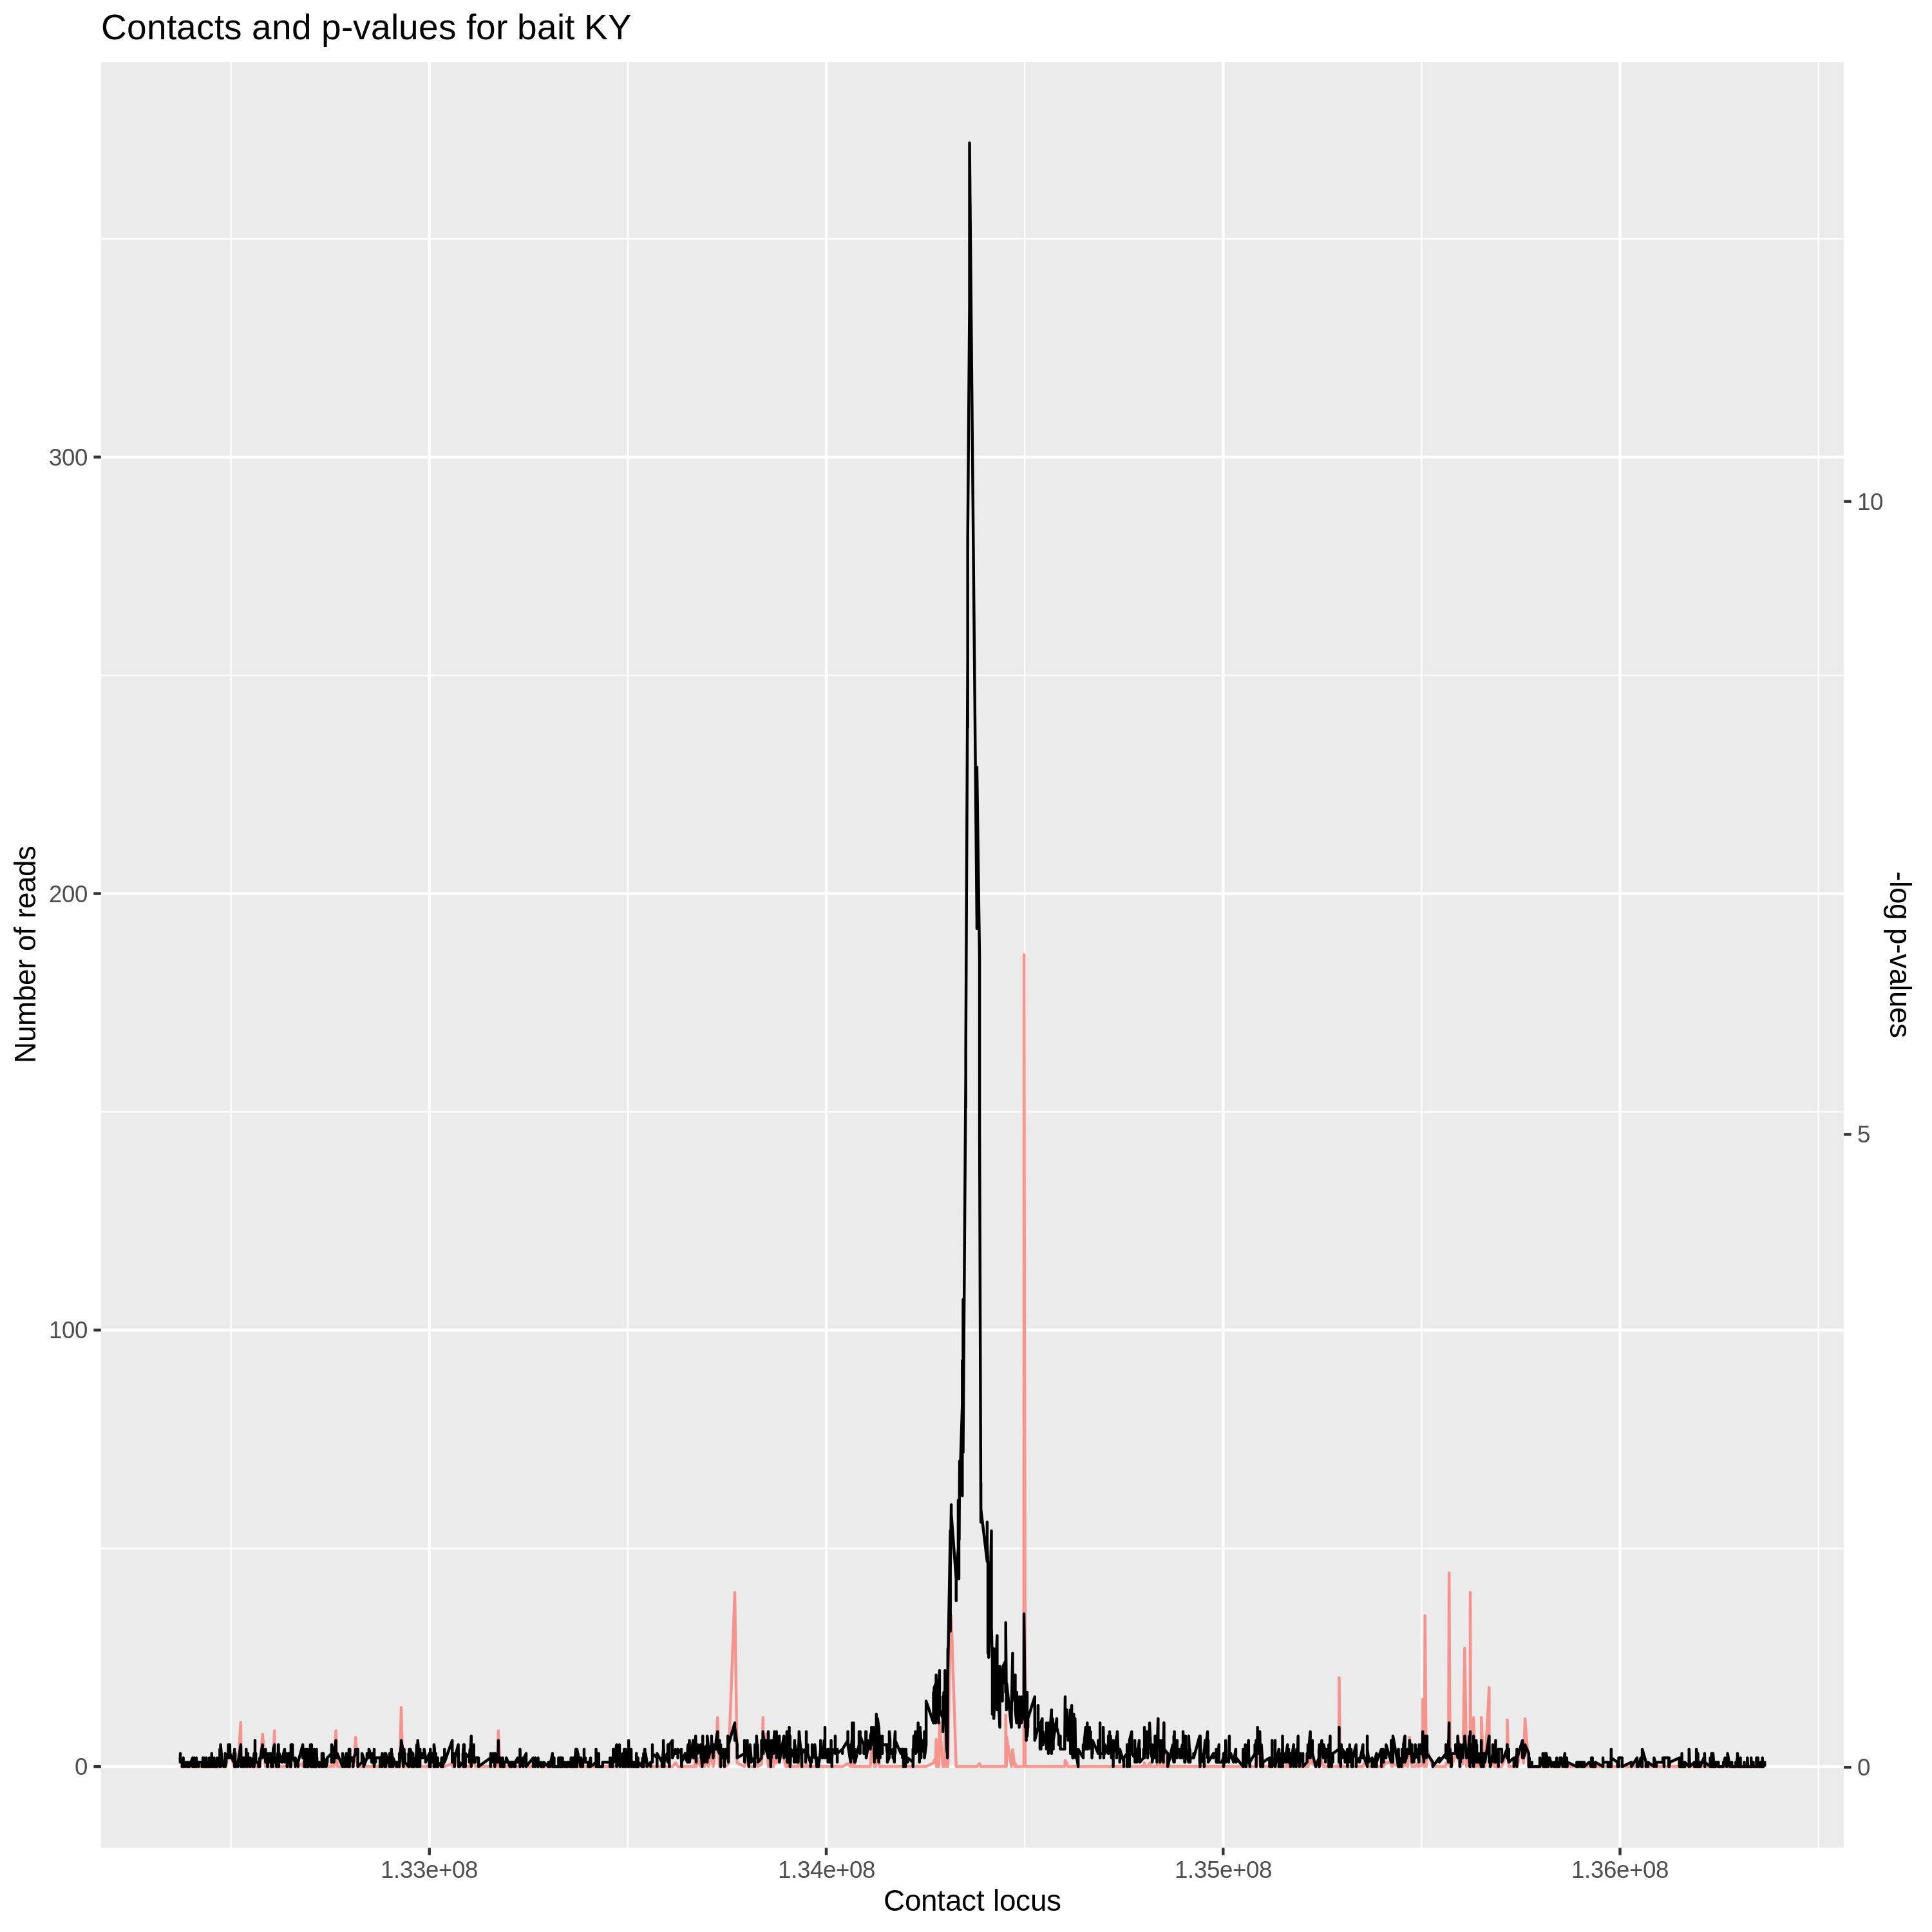 Contacts and p-values for bait KY
Number of reads
300
200
100
0
10
5
0
-log p-values
1.33e+08
1.34e+08
1.35e+08
1.36e+08
Contact locus